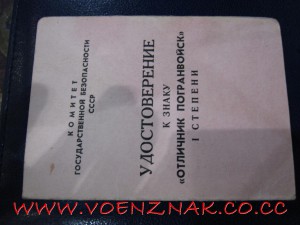 КОМИТЕТ
ГОСУДАРСТВЕННОЙ БЕЗОПАСНОСТИ
СССР
УДОСТОВЕРЕНИЕ
К ЗНАКУ
«ОТЛИЧНИК ПОГРАНВОЙСК»
I СТЕПЕНИ
WWW.VOENZNAK.CO.CC